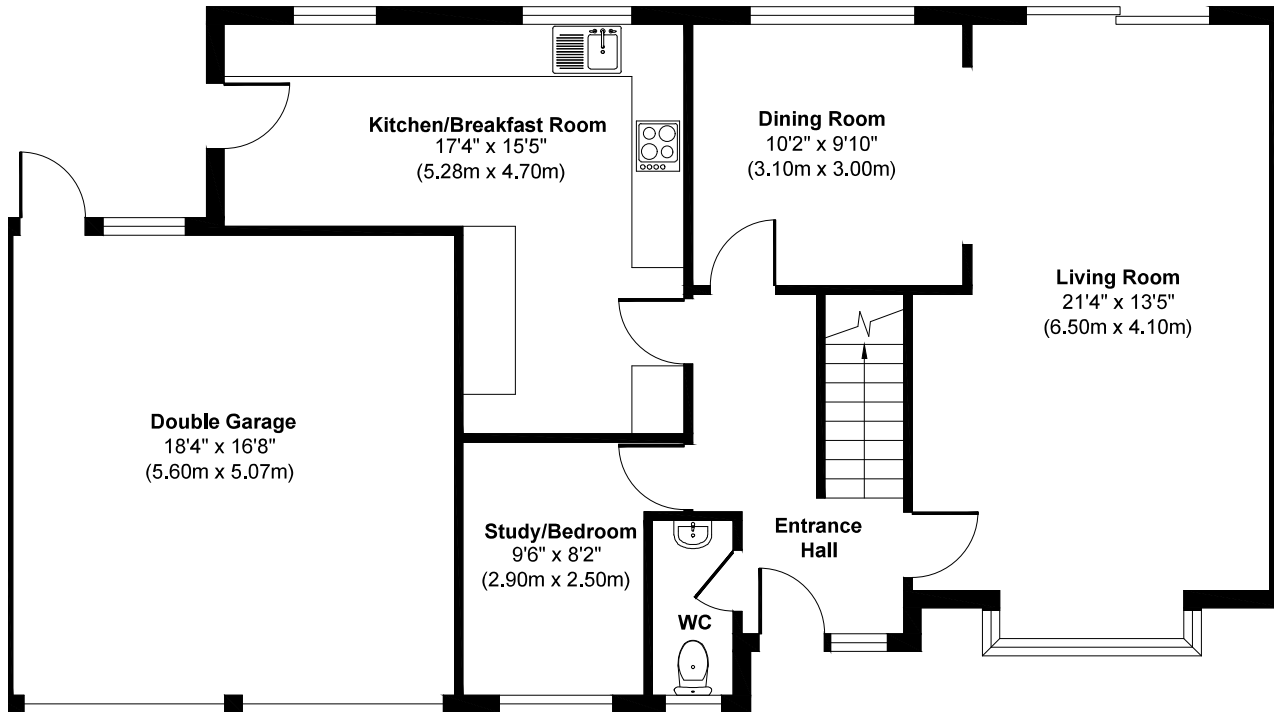 Kitchen/Breakfast Room
17'4" x 15'5"
(5.28m x 4.70m)
Dining Room
10'2" x 9'10"
(3.10m x 3.00m)
Living Room
21'4" x 13'5"
(6.50m x 4.10m)
Double Garage
18'4" x 16'8"
(5.60m x 5.07m)
Study/Bedroom
9'6" x 8'2"
(2.90m x 2.50m)
Entrance
Hall
WC